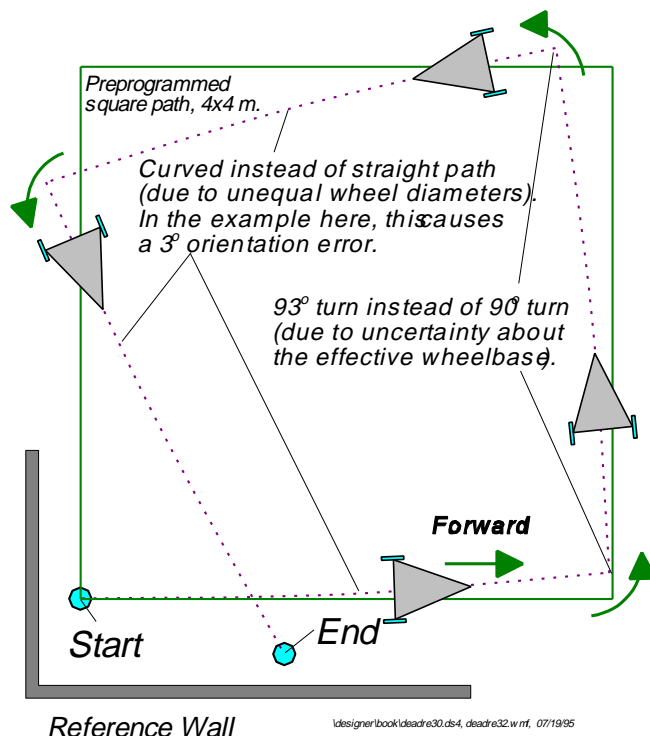 Preprogrammed
square path, 4x4 m.
Curved instead of straight path
(due to unequal wheel diameters).
In the example here, this causes
a 3° orientation error.
93° turn instead of 90° turn
(due to uncertainty about
the effective wheelbase).
Forward
Start
End
Reference Wall
\designer\book\deadre30.ds4, deadre32.wmf, 07/19/95